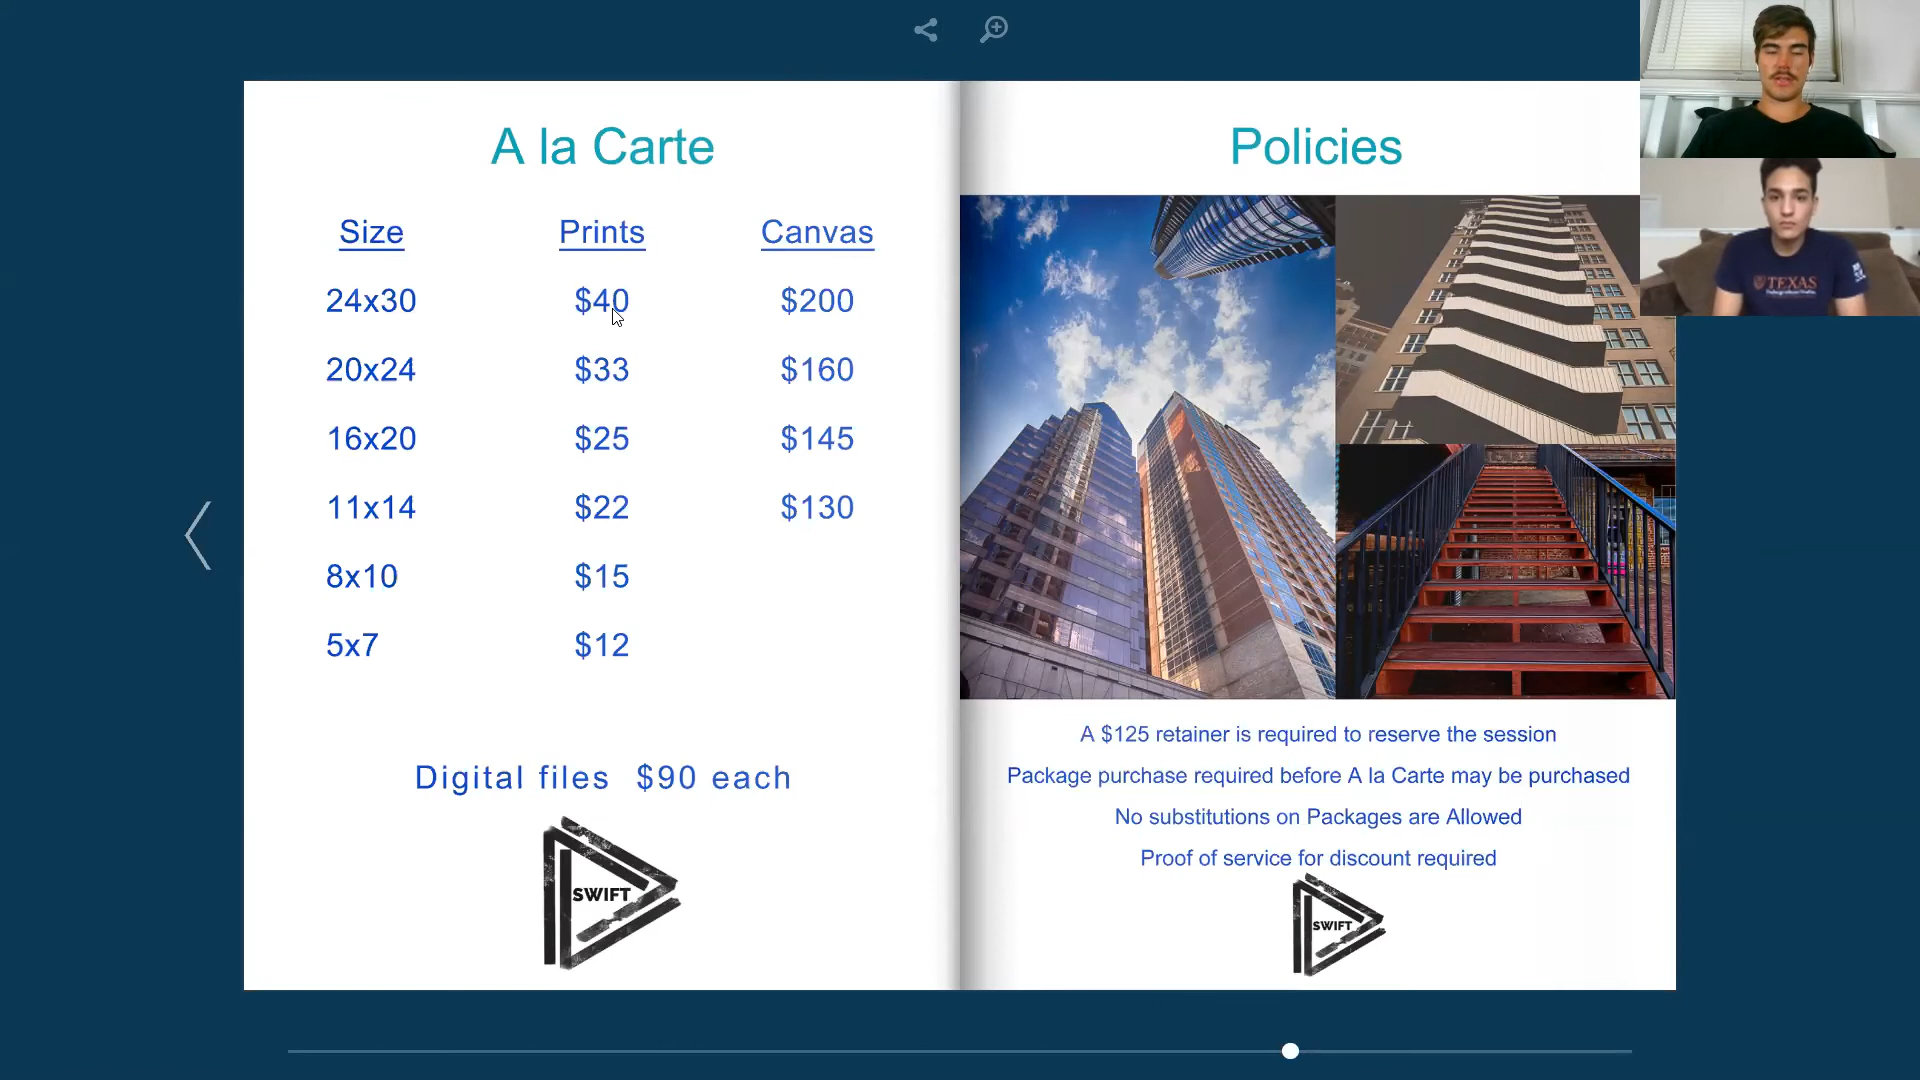 A la Carte
Size Prints Canvas
24x30 $40 $200
20x24 $33 $160
16x20 $25 $145
11x14 $22 $130
8x10 $15
5x7 $12
Digital files $90 each
SWIFT
Policies
A $125 retainer is required to reserve the session
Package purchase required before A la Carte may be purchased
No substitutions on Packages are Allowed
Proof of service for discount required
SWIFT
TEXAS